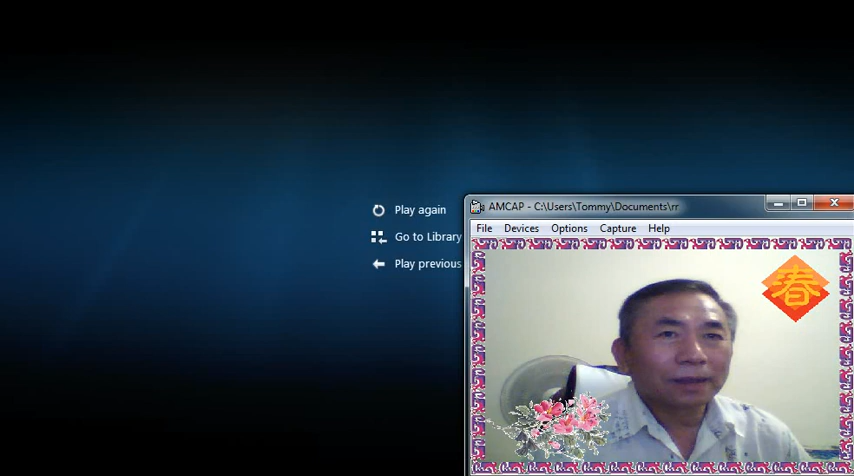 Play again
Go to Library
Play previous
AMCAP - C:\Users\Tommy\Documents\rr
File Devices Options Capture Help
春